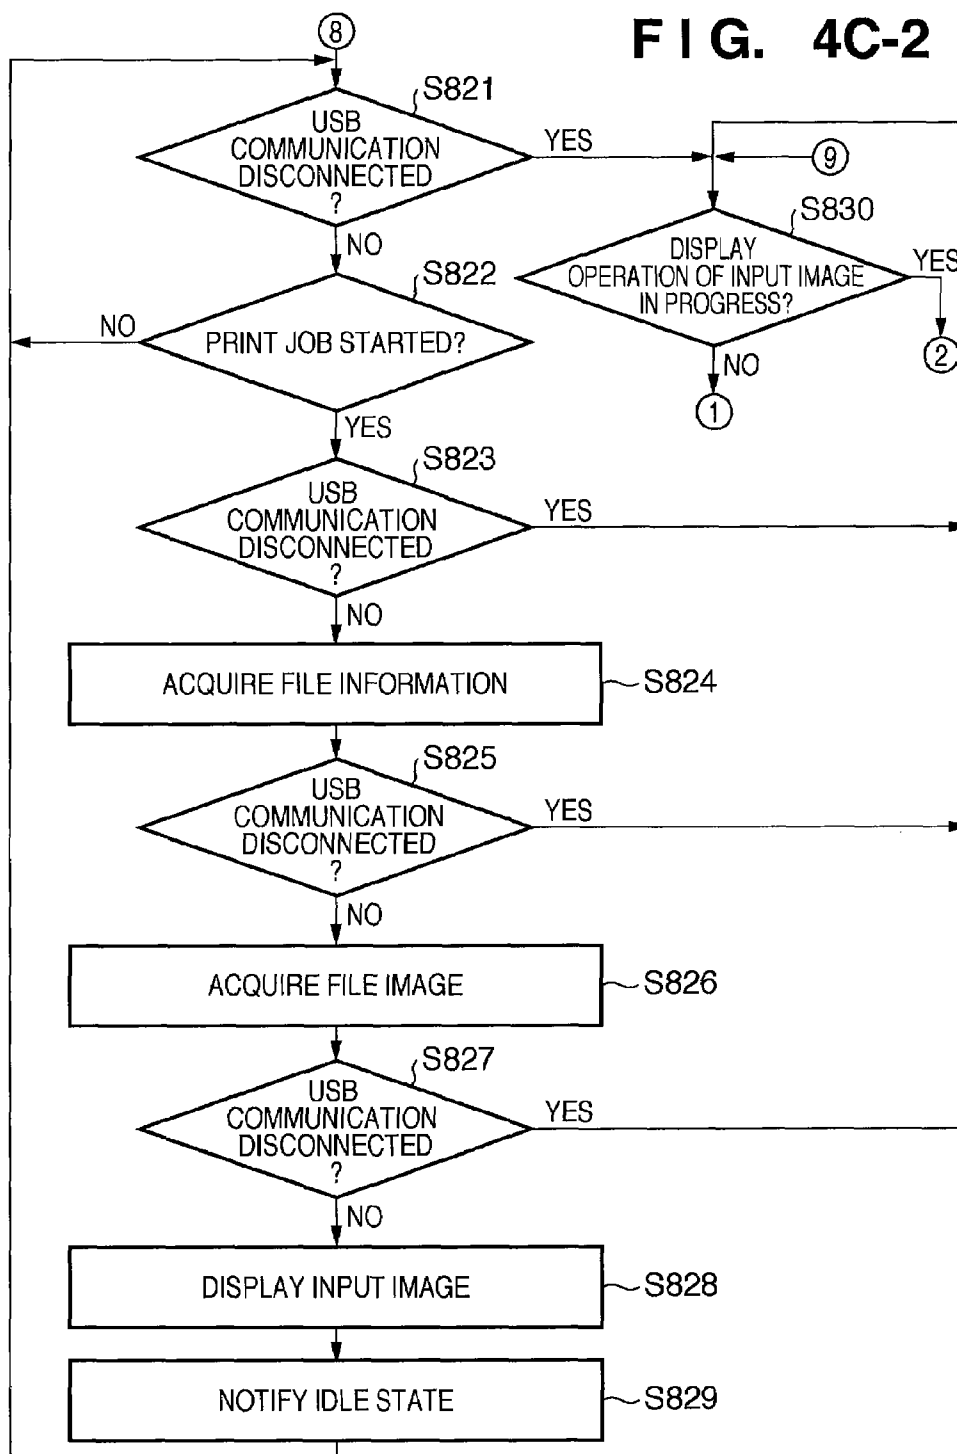 FIG. 4C-2
8
S821
USB
COMMUNICATION
DISCONNECTED
?
YES
9
NO
S830
DISPLAY
OPERATION OF INPUT IMAGE
IN PROGRESS?
YES
2
NO
1
S822
PRINT JOB STARTED?
NO
YES
S823
USB
COMMUNICATION
DISCONNECTED
?
YES
NO
ACQUIRE FILE INFORMATION
S824
S825
USB
COMMUNICATION
DISCONNECTED
?
YES
NO
ACQUIRE FILE IMAGE
S826
S827
USB
COMMUNICATION
DISCONNECTED
?
YES
NO
DISPLAY INPUT IMAGE
S828
NOTIFY IDLE STATE
S829